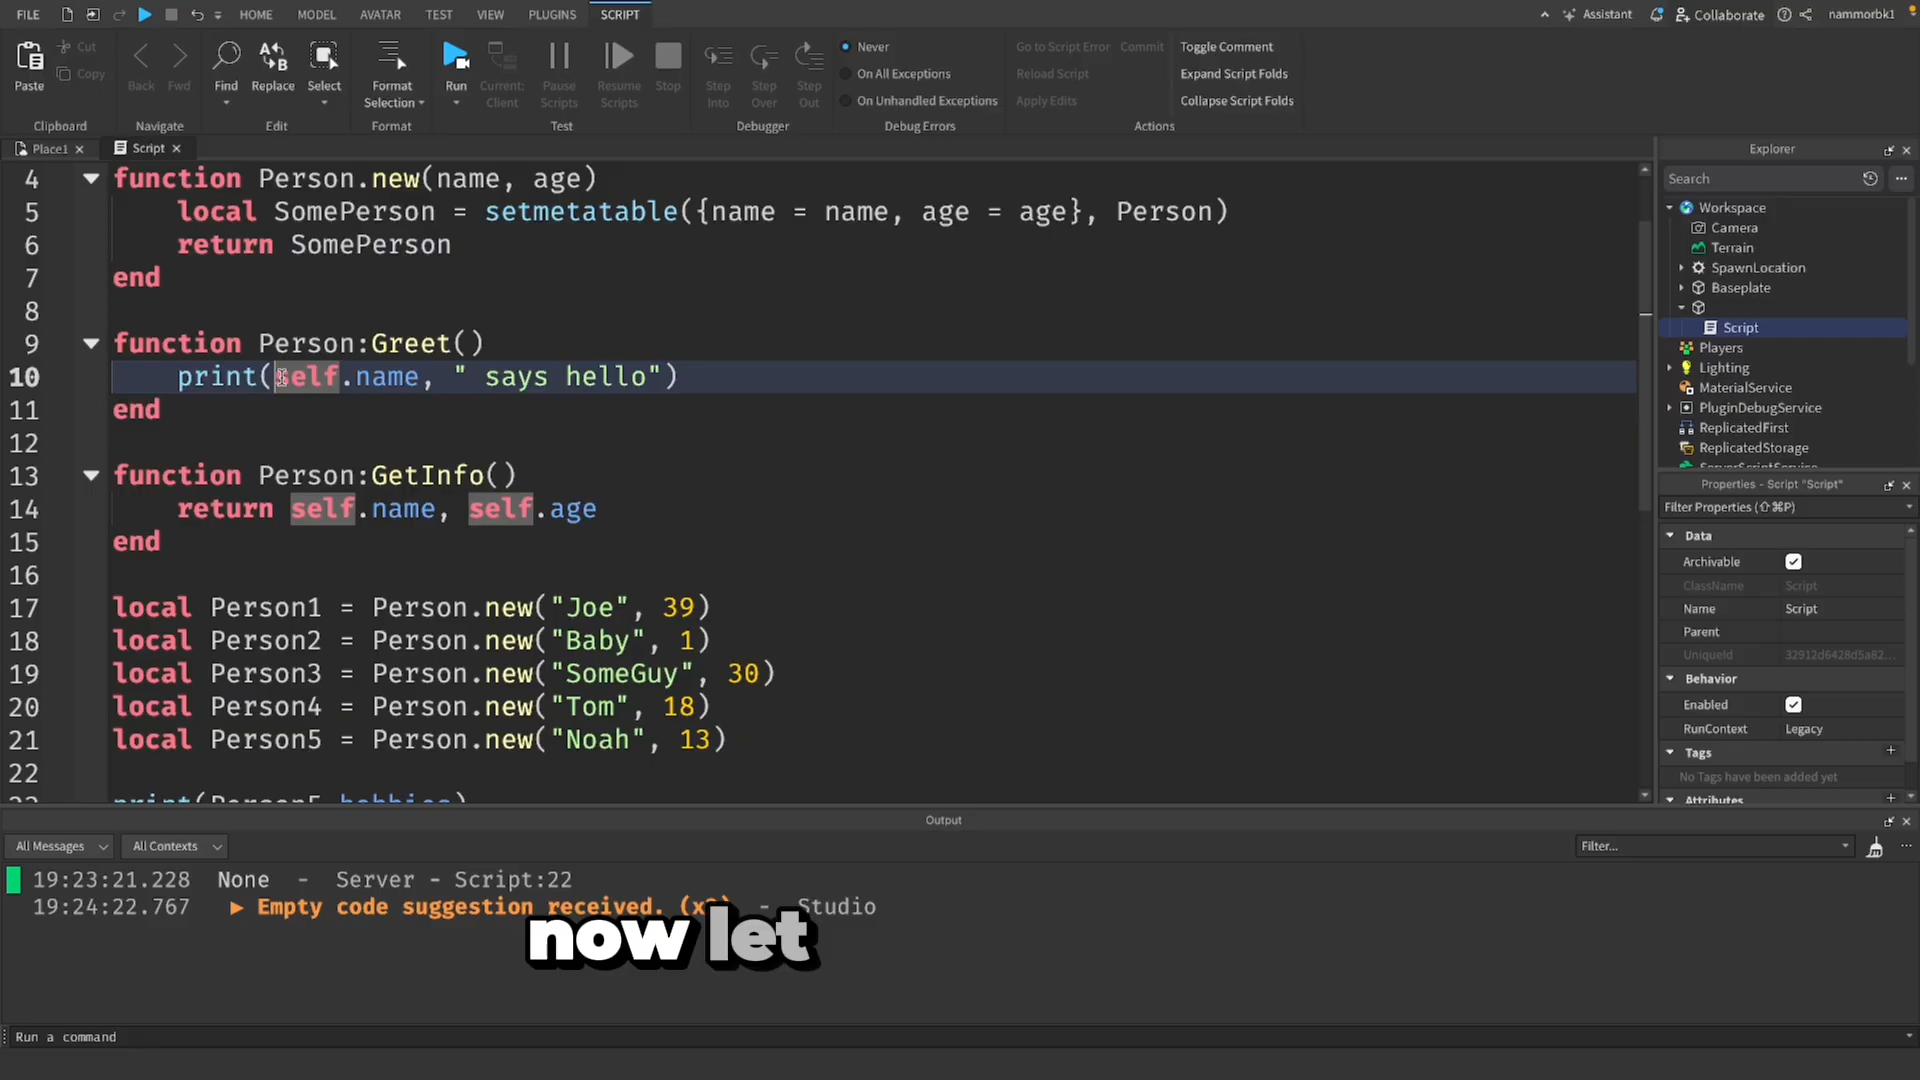 FILE HOME MODEL AVATAR TEST VIEW PLUGINS SCRIPT Assistant Collaborate nammorbk1
Paste Cut Copy Back Fwd Find Replace Select Format Selection Run Current: Client Pause Scripts Resume Scripts Stop Step Into Step Over Step Out
Never
On All Exceptions
On Unhandled Exceptions
Go to Script Error Commit
Reload Script
Apply Edits
Toggle Comment
Expand Script Folds
Collapse Script Folds
Clipboard Navigate Edit Format Test Debugger Debug Errors Actions
Place1 Script
4 function Person.new(name, age)
5 local SomePerson = setmetatable({name = name, age = age}, Person)
6 return SomePerson
7 end
8
9 function Person:Greet()
10 print(self.name, " says hello")
11 end
12
13 function Person:GetInfo()
14 return self.name, self.age
15 end
16
17 local Person1 = Person.new("Joe", 39)
18 local Person2 = Person.new("Baby", 1)
19 local Person3 = Person.new("SomeGuy", 30)
20 local Person4 = Person.new("Tom", 18)
21 local Person5 = Person.new("Noah", 13)
22
23 print(Person5.hobbies)
Explorer
Search
Workspace
Camera
Terrain
SpawnLocation
Baseplate
Script
Players
Lighting
MaterialService
PluginDebugService
ReplicatedFirst
ReplicatedStorage
ServerScriptService
Properties - Script "Script"
Filter Properties (⇧⌘P)
Data
Archivable
ClassName Script
Name Script
Parent
UniqueId 32912d6428d5a82...
Behavior
Enabled
RunContext Legacy
Tags
No Tags have been added yet
Attributes
Output
All Messages All Contexts Filter...
19:23:21.228 None - Server - Script:22
19:24:22.767 ▶ Empty code suggestion received. (x2) - Studio
now let
Run a command